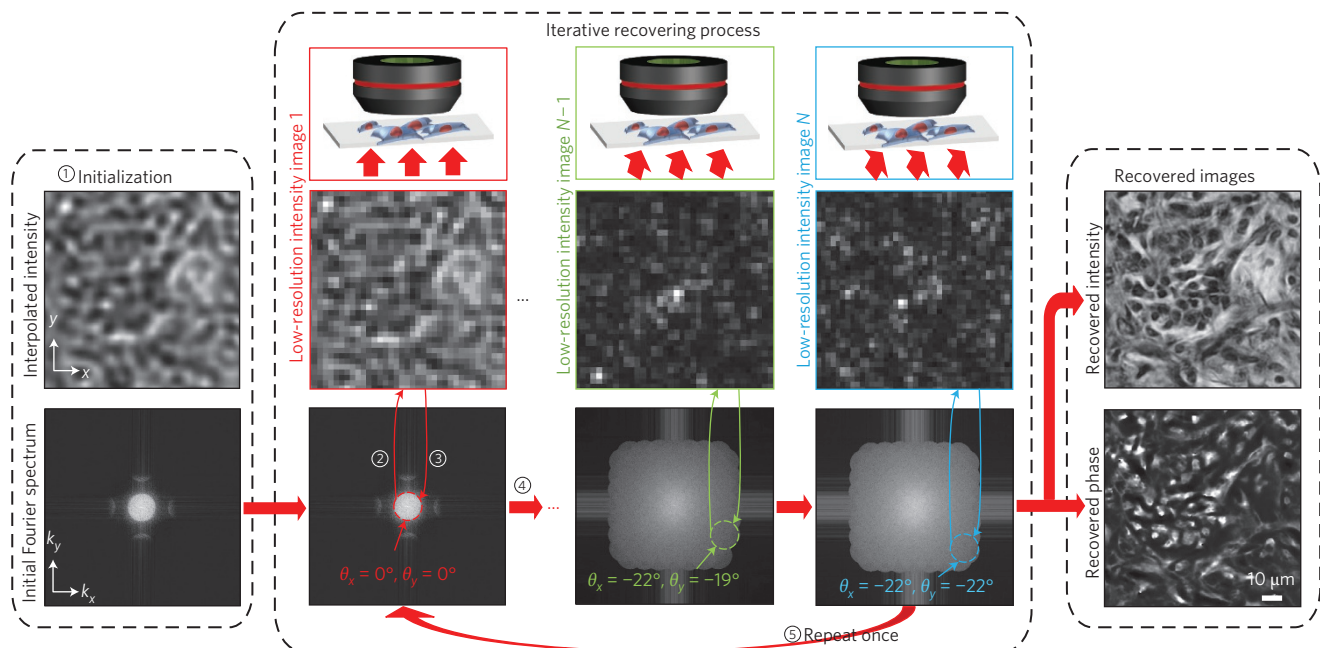 Iterative recovering process
① Initialization
Interpolated intensity
y
x
Initial Fourier spectrum
k_y
k_x
Low-resolution intensity image 1
②
③
θ_x = 0°, θ_y = 0°
④
...
...
Low-resolution intensity image N – 1
θ_x = −22°, θ_y = −19°
Low-resolution intensity image N
θ_x = −22°, θ_y = −22°
⑤ Repeat once
Recovered images
Recovered intensity
Recovered phase
10 μm